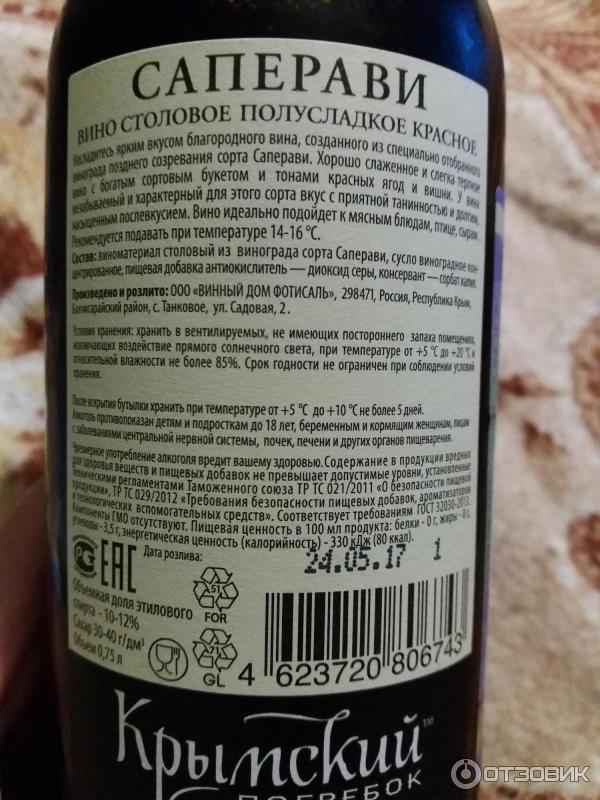 САПЕРАВИ
ВИНО СТОЛОВОЕ ПОЛУСЛАДКОЕ КРАСНОЕ
Насладитесь ярким вкусом благородного вина, созданного из специально отобранного
винограда позднего созревания сорта Саперави. Хорошо слаженное и слегка терпкое
вино с богатым сортовым букетом и тонами красных ягод и вишни. У вина
незабываемый и характерный для этого сорта вкус с приятной танинностью и долгим,
насыщенным послевкусием. Вино идеально подойдет к мясным блюдам, птице, сырам.
Рекомендуется подавать при температуре 14-16 °С.
Состав: виноматериал столовый из винограда сорта Саперави, сусло виноградное кон-
центрированное, пищевая добавка антиокислитель — диоксид серы, консервант — сорбат калия.
Произведено и розлито: ООО «ВИННЫЙ ДОМ ФОТИСАЛЬ», 298471, Россия, Республика Крым,
Бахчисарайский район, с. Танковое, ул. Садовая, 2.
Условия хранения: хранить в вентилируемых, не имеющих постороннего запаха помещениях,
исключающих воздействие прямого солнечного света, при температуре от +5 °С до +20 °С и
относительной влажности не более 85%. Срок годности не ограничен при соблюдении условий
хранения.
После вскрытия бутылки хранить при температуре от +5 °С до +10 °С не более 5 дней.
Алкоголь противопоказан детям и подросткам до 18 лет, беременным и кормящим женщинам, лицам
с заболеваниями центральной нервной системы, почек, печени и других органов пищеварения.
Чрезмерное употребление алкоголя вредит вашему здоровью. Содержание в продукции вредных
для здоровья веществ и пищевых добавок не превышает допустимые уровни, установленные
Техническими регламентами Таможенного союза ТР ТС 021/2011 «О безопасности пищевой
продукции», ТР ТС 029/2012 «Требования безопасности пищевых добавок, ароматизаторов
и технологических вспомогательных средств». Соответствует требованиям ГОСТ 32030-2013.
Компоненты ГМО отсутствуют. Пищевая ценность в 100 мл продукта: белки - 0 г, жиры - 0 г,
углеводы - 3,5 г, энергетическая ценность (калорийность) - 330 кДж (80 ккал).
Дата розлива: 24.05.17 1
ЕАС
Объемная доля этилового
спирта - 10-12%
Сахар 30-40 г/дм³
Объем 0,75 л
51
FOR
71
GL
4 623720 806743
Крымский™
ПОГРЕБОК
ОТЗОВИК